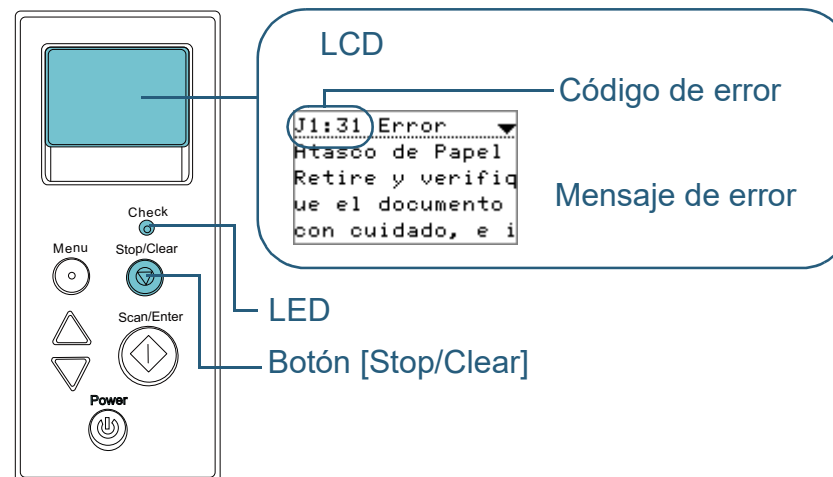 LCD
Código de error
J1:31 Error
Atasco de Papel
Retire y verifiq
ue el documento
con cuidado, e i
Mensaje de error
Check
Menu
Stop/Clear
LED
Scan/Enter
Botón [Stop/Clear]
Power